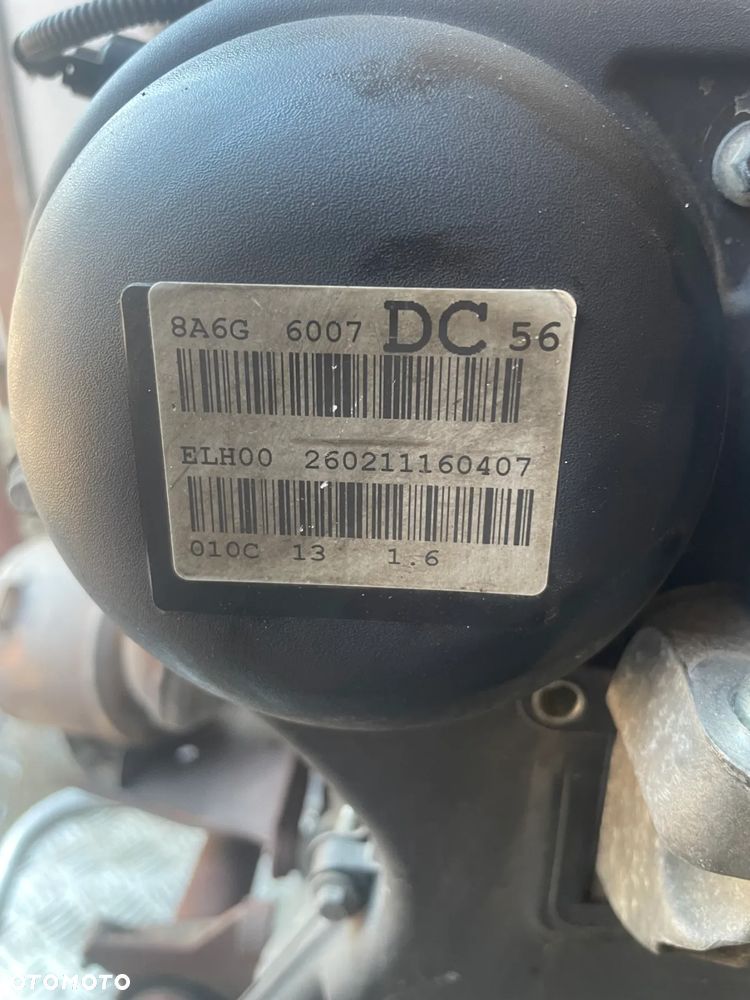 8A6G 6007 DC 56
ELH00 260211160407
010C 13 1.6
OTOMOTO